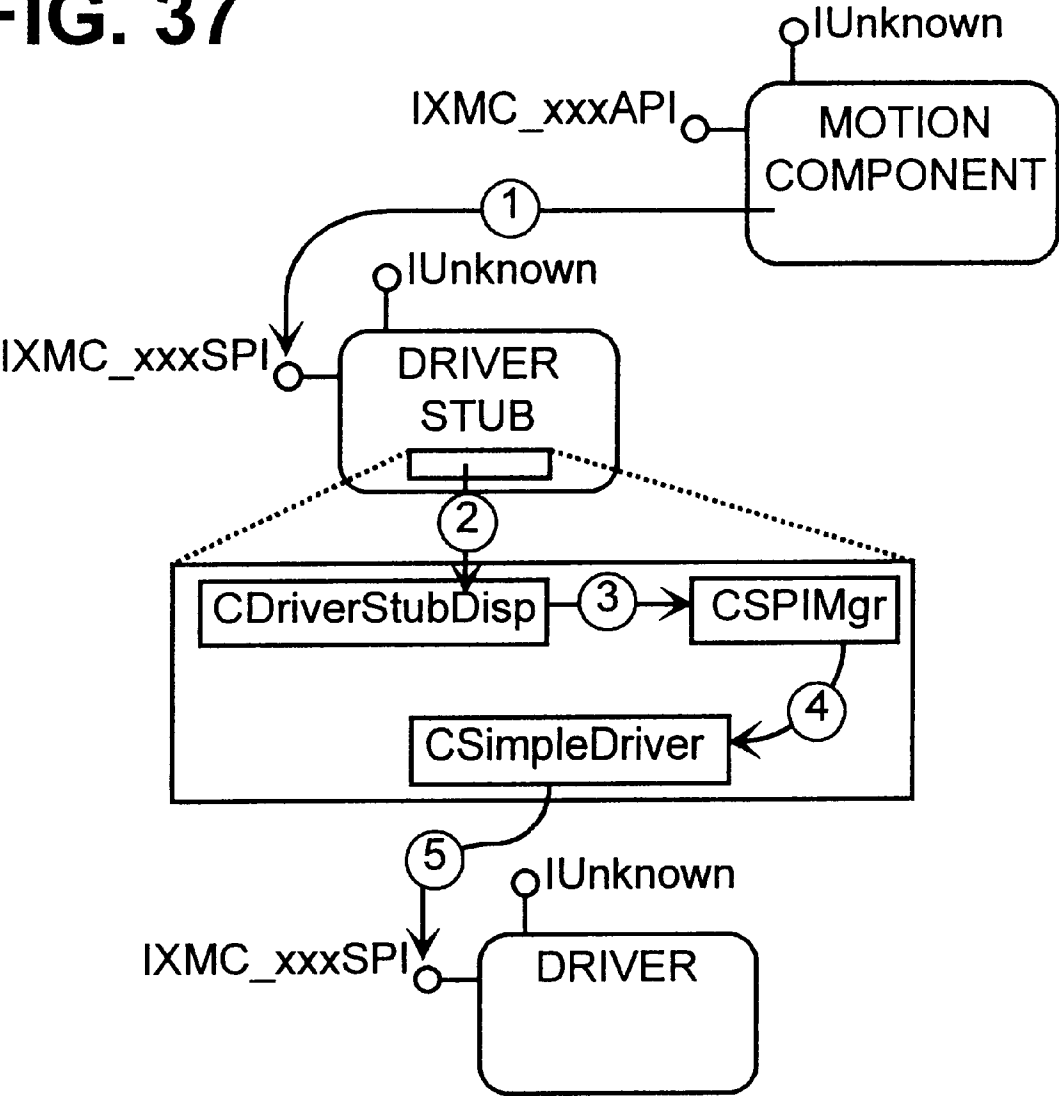 FIG. 37
IUnknown
IXMC_xxxAPI
MOTION
COMPONENT
1
IUnknown
IXMC_xxxSPI
DRIVER
STUB
2
CDriverStubDisp
3
CSPIMgr
4
CSimpleDriver
5
IUnknown
IXMC_xxxSPI
DRIVER